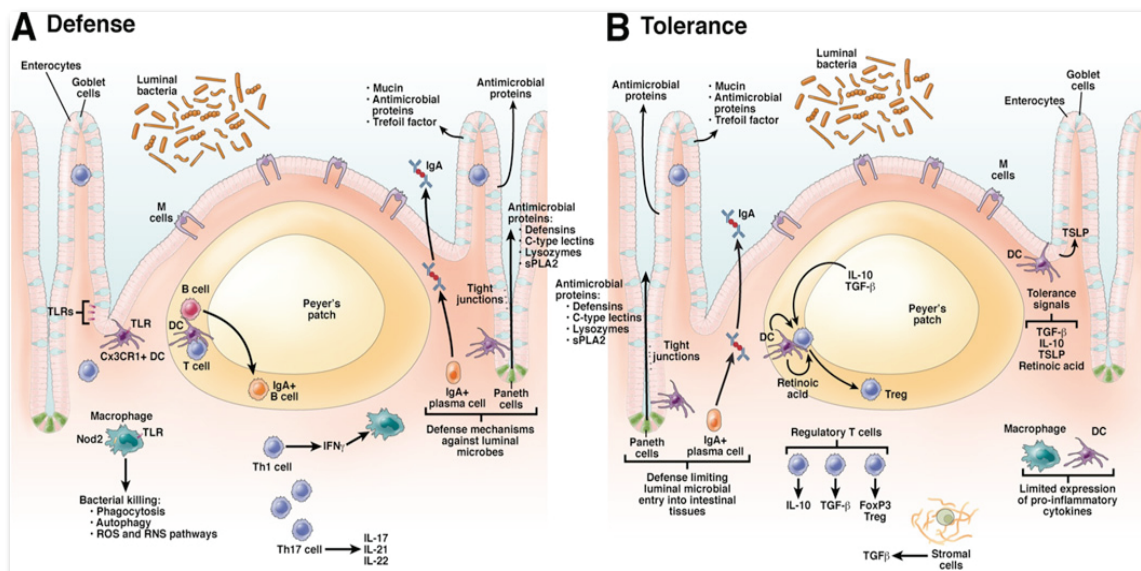 A Defense
Enterocytes
Goblet
cells
Luminal
bacteria
• Mucin
• Antimicrobial
proteins
• Trefoil factor
Antimicrobial
proteins
IgA
M
cells
Antimicrobial
proteins:
• Defensins
• C-type lectins
• Lysozymes
• sPLA2
B cell
Peyer's
patch
Tight
junctions
TLRs
TLR
DC
Cx3CR1+ DC
T cell
IgA+
B cell
IgA+
plasma cell
Paneth
cells
Defense mechanisms
against luminal
microbes
Macrophage
Nod2
TLR
IFNγ
Th1 cell
Bacterial killing:
• Phagocytosis
• Autophagy
• ROS and RNS pathways
Th17 cell
IL-17
IL-21
IL-22
B Tolerance
Antimicrobial
proteins
• Mucin
• Antimicrobial
proteins
• Trefoil factor
Luminal
bacteria
Goblet
cells
Enterocytes
M
cells
IgA
DC
TSLP
IL-10
TGF-β
Tolerance
signals
TGF-β
IL-10
TSLP
Retinoic acid
Antimicrobial
proteins:
• Defensins
• C-type lectins
• Lysozymes
• sPLA2
Peyer's
patch
Tight
junctions
DC
Retinoic
acid
Treg
Paneth
cells
IgA+
plasma cell
Defense limiting
luminal microbial
entry into intestinal
tissues
Regulatory T cells
IL-10
TGF-β
FoxP3
Treg
Macrophage
DC
Limited expression
of pro-inflammatory
cytokines
TGFβ
Stromal
cells